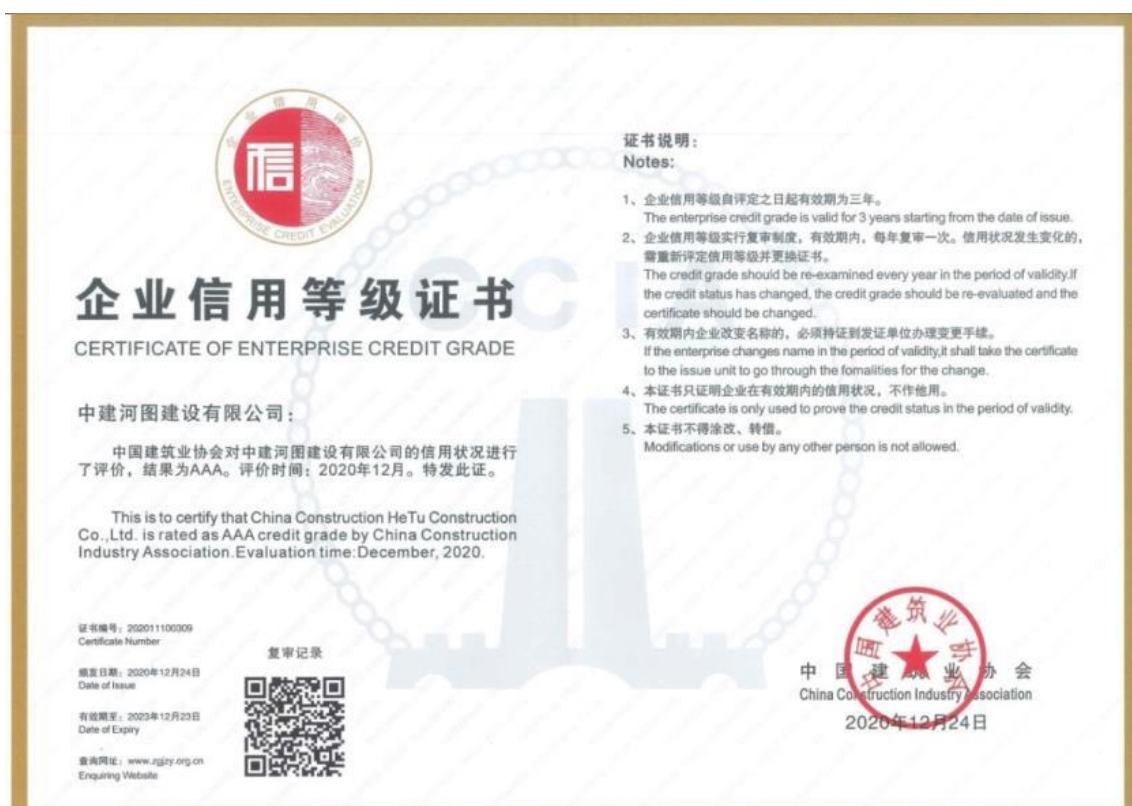 企业信用评价
信
ENTERPRISE CREDIT EVALUATION
企业信用等级证书
CERTIFICATE OF ENTERPRISE CREDIT GRADE
中建河图建设有限公司：
中国建筑业协会对中建河图建设有限公司的信用状况进行
了评价，结果为AAA。评价时间：2020年12月。特发此证。
This is to certify that China Construction HeTu Construction
Co.,Ltd. is rated as AAA credit grade by China Construction
Industry Association.Evaluation time:December, 2020.
证书编号：202011100309
Certificate Number
颁发日期：2020年12月24日
Date of Issue
有效期至：2023年12月23日
Date of Expiry
查询网址：www.zgjzy.org.cn
Enquiring Website
复审记录
证书说明：
Notes:
1、企业信用等级自评定之日起有效期为三年。
The enterprise credit grade is valid for 3 years starting from the date of issue.
2、企业信用等级实行复审制度，有效期内，每年复审一次。信用状况发生变化的，
需重新评定信用等级并更换证书。
The credit grade should be re-examined every year in the period of validity.If
the credit status has changed, the credit grade should be re-evaluated and the
certificate should be changed.
3、有效期内企业改变名称的，必须持证到发证单位办理变更手续。
If the enterprise changes name in the period of validity,it shall take the certificate
to the issue unit to go through the fomalities for the change.
4、本证书只证明企业在有效期内的信用状况，不作他用。
The certificate is only used to prove the credit status in the period of validity.
5、本证书不得涂改、转借。
Modifications or use by any other person is not allowed.
CCIA
中国建筑业协会
中国建筑业协会
China Construction Industry Association
2020年12月24日